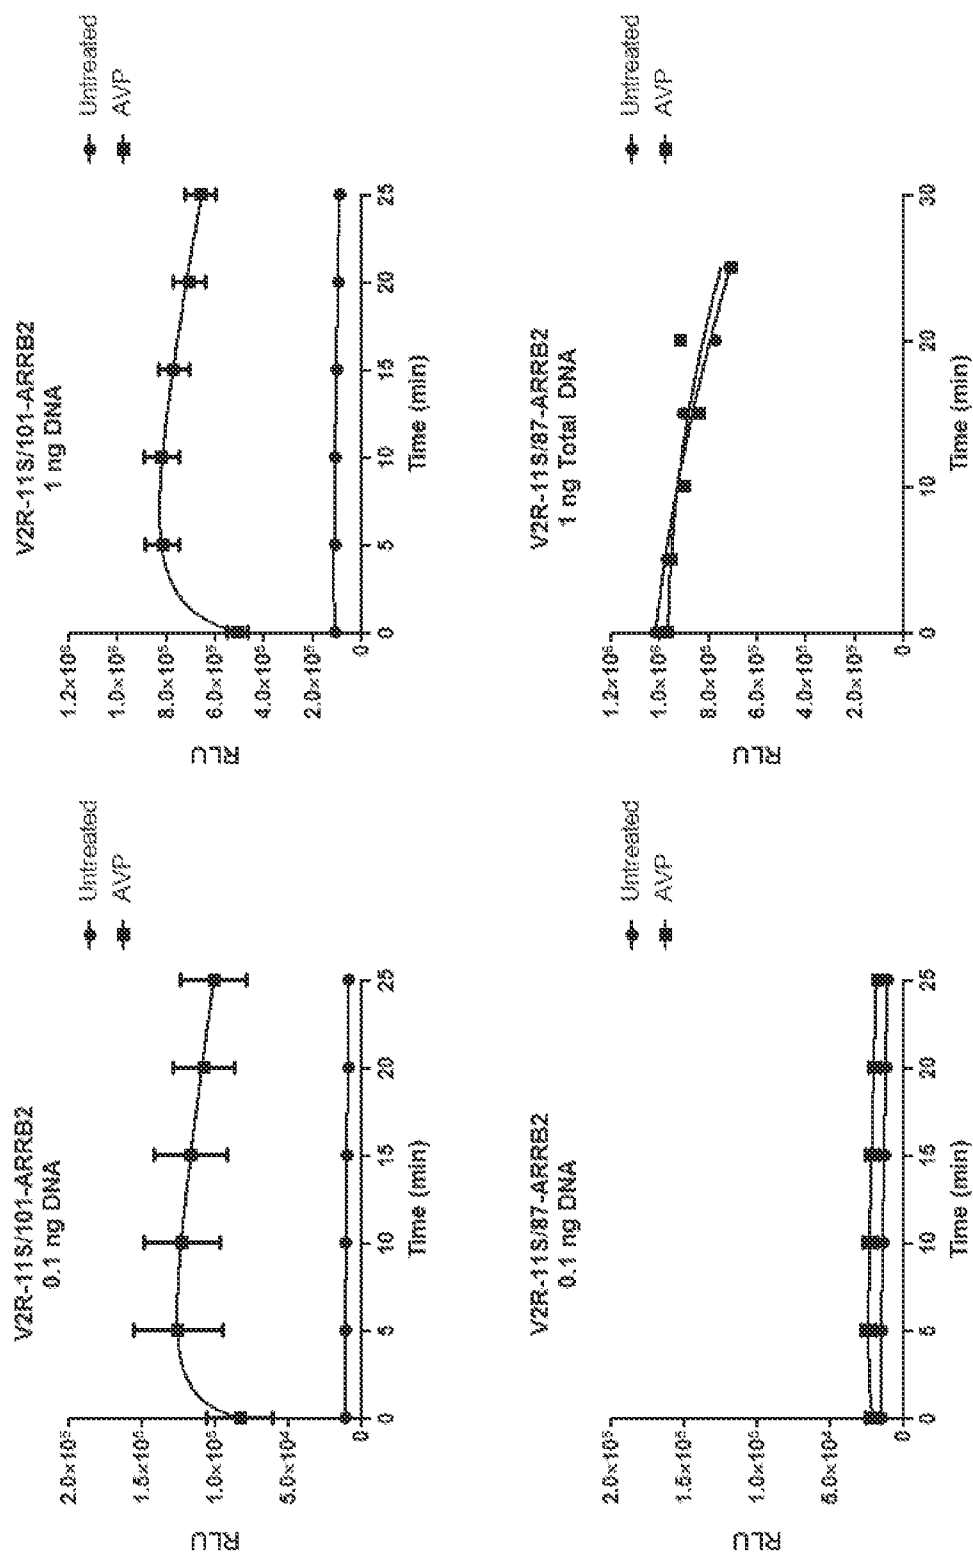 V2R-11S/101-ARRB2
0.1 ng DNA
RLU
2.0×10⁵
1.5×10⁵
1.0×10⁵
5.0×10⁴
0
0 5 10 15 20 25
Time (min)
Untreated
AVP
V2R-11S/101-ARRB2
1 ng DNA
RLU
1.2×10⁶
1.0×10⁶
8.0×10⁵
6.0×10⁵
4.0×10⁵
2.0×10⁵
0
0 5 10 15 20 25
Time (min)
Untreated
AVP
V2R-11S/87-ARRB2
0.1 ng DNA
RLU
2.0×10⁵
1.5×10⁵
1.0×10⁵
5.0×10⁴
0
0 5 10 15 20 25
Time (min)
Untreated
AVP
V2R-11S/87-ARRB2
1 ng Total DNA
RLU
1.2×10⁶
1.0×10⁶
8.0×10⁵
6.0×10⁵
4.0×10⁵
2.0×10⁵
0
0 10 20 30
Time (min)
Untreated
AVP